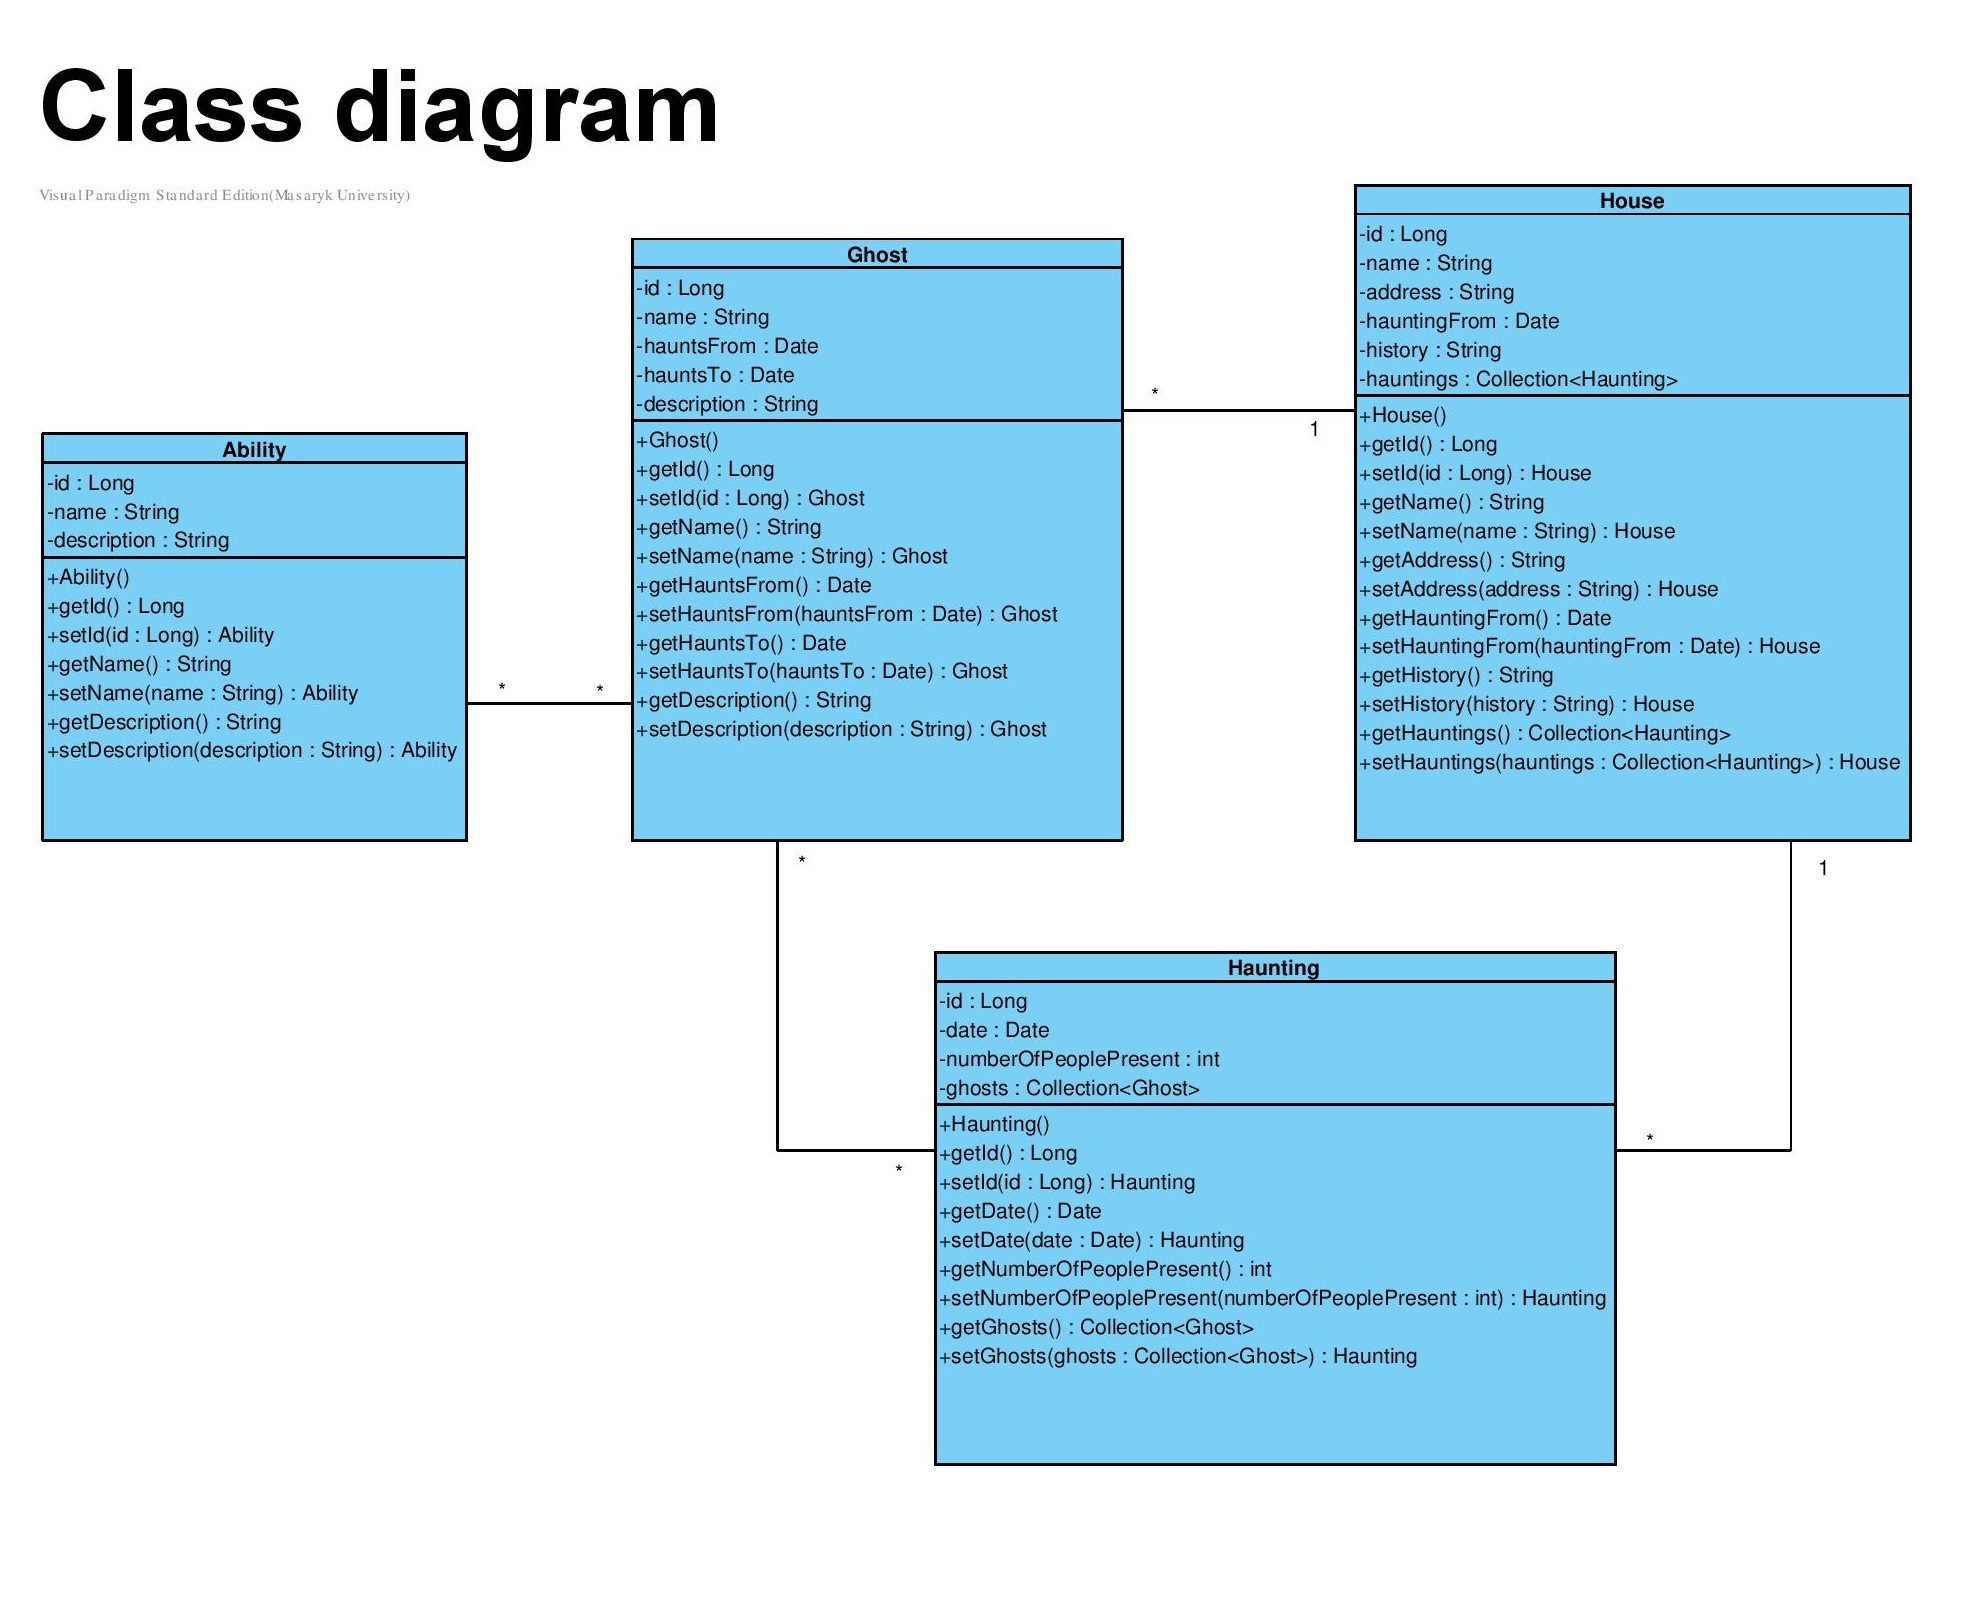 Class diagram
Visual Paradigm Standard Edition(Masaryk University)
Ability
-id : Long
-name : String
-description : String
+Ability()
+getId() : Long
+setId(id : Long) : Ability
+getName() : String
+setName(name : String) : Ability
+getDescription() : String
+setDescription(description : String) : Ability
*
*
Ghost
-id : Long
-name : String
-hauntsFrom : Date
-hauntsTo : Date
-description : String
+Ghost()
+getId() : Long
+setId(id : Long) : Ghost
+getName() : String
+setName(name : String) : Ghost
+getHauntsFrom() : Date
+setHauntsFrom(hauntsFrom : Date) : Ghost
+getHauntsTo() : Date
+setHauntsTo(hauntsTo : Date) : Ghost
+getDescription() : String
+setDescription(description : String) : Ghost
*
1
House
-id : Long
-name : String
-address : String
-hauntingFrom : Date
-history : String
-hauntings : Collection<Haunting>
+House()
+getId() : Long
+setId(id : Long) : House
+getName() : String
+setName(name : String) : House
+getAddress() : String
+setAddress(address : String) : House
+getHauntingFrom() : Date
+setHauntingFrom(hauntingFrom : Date) : House
+getHistory() : String
+setHistory(history : String) : House
+getHauntings() : Collection<Haunting>
+setHauntings(hauntings : Collection<Haunting>) : House
*
*
1
*
Haunting
-id : Long
-date : Date
-numberOfPeoplePresent : int
-ghosts : Collection<Ghost>
+Haunting()
+getId() : Long
+setId(id : Long) : Haunting
+getDate() : Date
+setDate(date : Date) : Haunting
+getNumberOfPeoplePresent() : int
+setNumberOfPeoplePresent(numberOfPeoplePresent : int) : Haunting
+getGhosts() : Collection<Ghost>
+setGhosts(ghosts : Collection<Ghost>) : Haunting